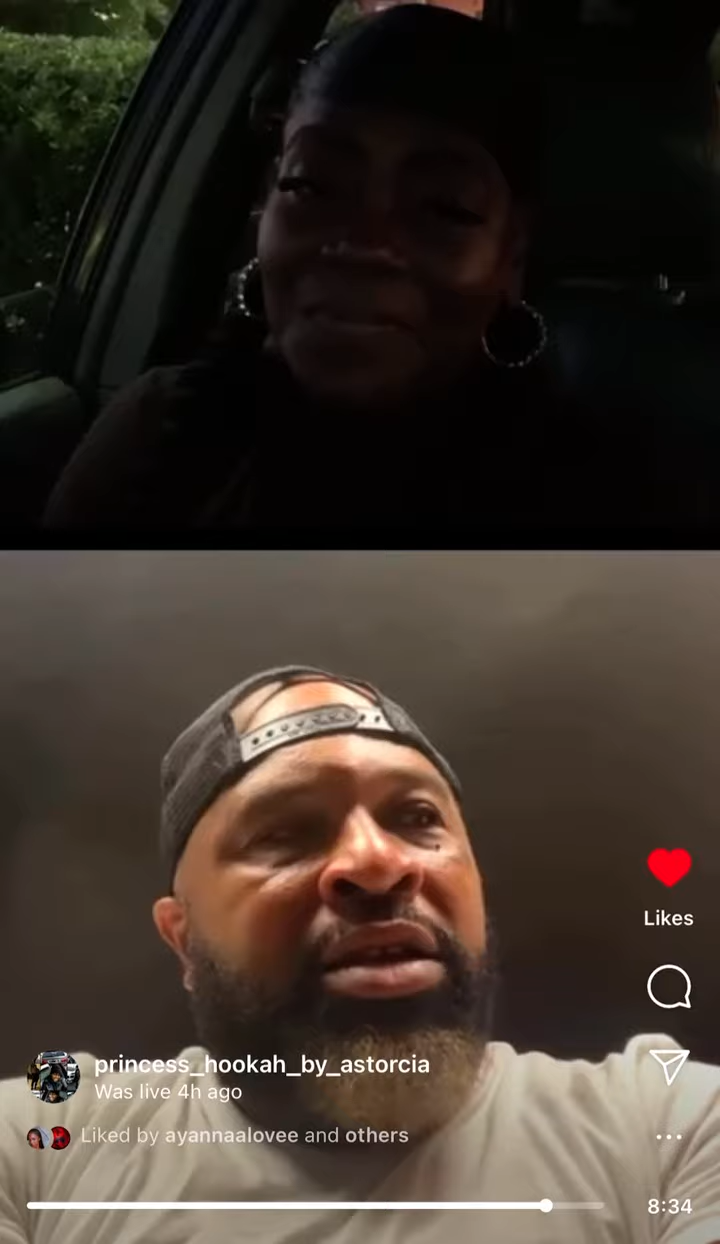 Likes
princess_hookah_by_astorcia
Was live 4h ago
Liked by ayannaalovee and others
8:34